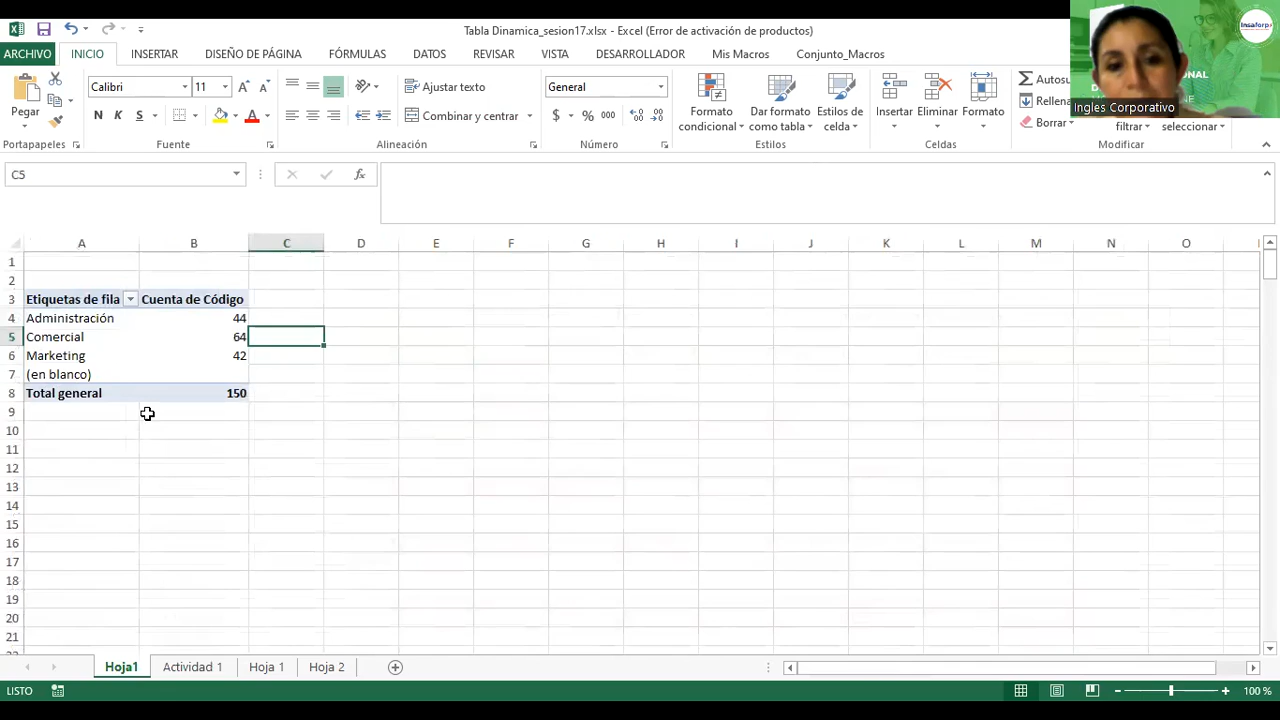 Tabla Dinamica_sesion17.xlsx - Excel (Error de activación de productos)
ARCHIVO INICIO INSERTAR DISEÑO DE PÁGINA FÓRMULAS DATOS REVISAR VISTA DESARROLLADOR Mis Macros Conjunto_Macros
Insaforp
Ingles Corporativo
Pegar
Calibri 11
N K S
Ajustar texto
Combinar y centrar
General
$ % 000
Formato condicional
Dar formato como tabla
Estilos de celda
Insertar Eliminar Formato
Autosu
Rellena
Borrar
filtrar
seleccionar
Portapapeles Fuente Alineación Número Estilos Celdas Modificar
C5
fx
A B C D E F G H I J K L M N O
1
2
3 Etiquetas de fila Cuenta de Código
4 Administración 44
5 Comercial 64
6 Marketing 42
7 (en blanco)
8 Total general 150
9
10
11
12
13
14
15
16
17
18
19
20
21
Hoja1 Actividad 1 Hoja 1 Hoja 2
LISTO 100 %